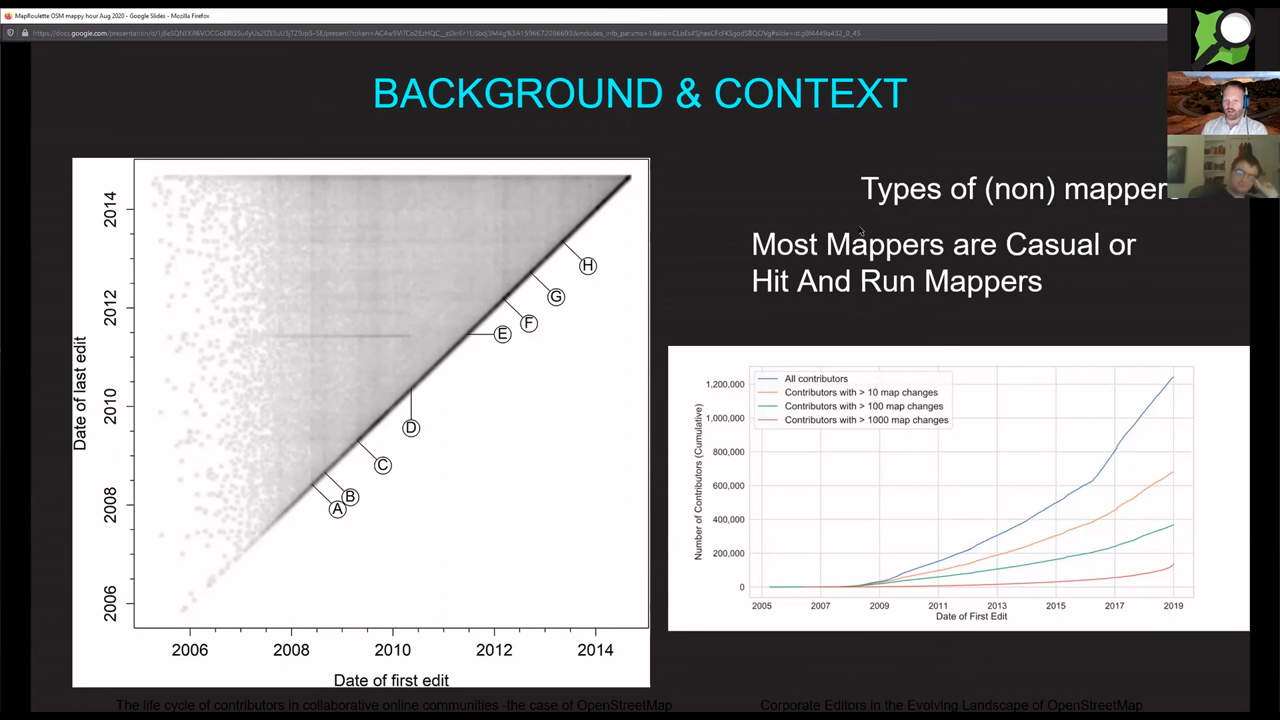 MapRoulette OSM mappy hour Aug 2020 - Google Slides - Mozilla Firefox
BACKGROUND & CONTEXT
Types of (non) mappers
Most Mappers are Casual or
Hit And Run Mappers
Date of last edit
2014
2012
2010
2008
2006
H
G
F
E
D
C
B
A
2006 2008 2010 2012 2014
Date of first edit
Number of Contributors (Cumulative)
1,200,000
1,000,000
800,000
600,000
400,000
200,000
0
All contributors
Contributors with > 10 map changes
Contributors with > 100 map changes
Contributors with > 1000 map changes
2005 2007 2009 2011 2013 2015 2017 2019
Date of First Edit
The life cycle of contributors in collaborative online communities -the case of OpenStreetMap
Corporate Editors in the Evolving Landscape of OpenStreetMap